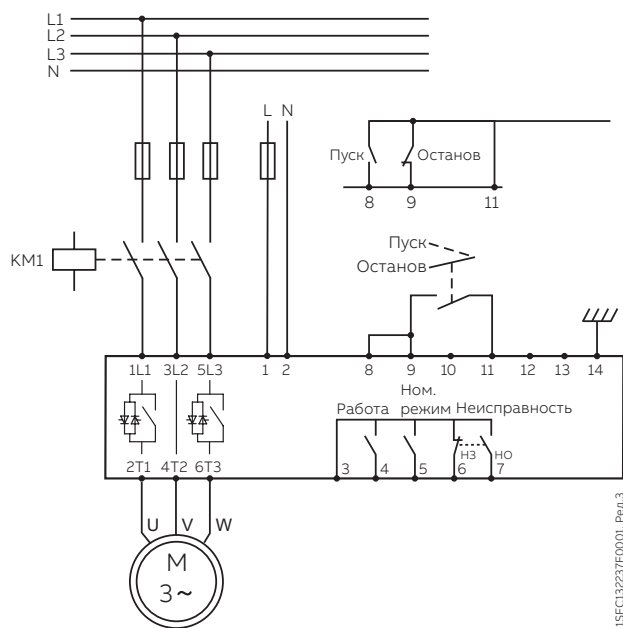 L1
L2
L3
N
L N
Пуск Останов
8 9 11
Пуск
Останов
KM1
1L1 3L2 5L3 1 2 8 9 10 11 12 13 14
Ном.
Работа режим Неисправность
НЗ НО
2T1 4T2 6T3 3 4 5 6 7
U V W
M
3~
1SFC132237F0001, Ред.3